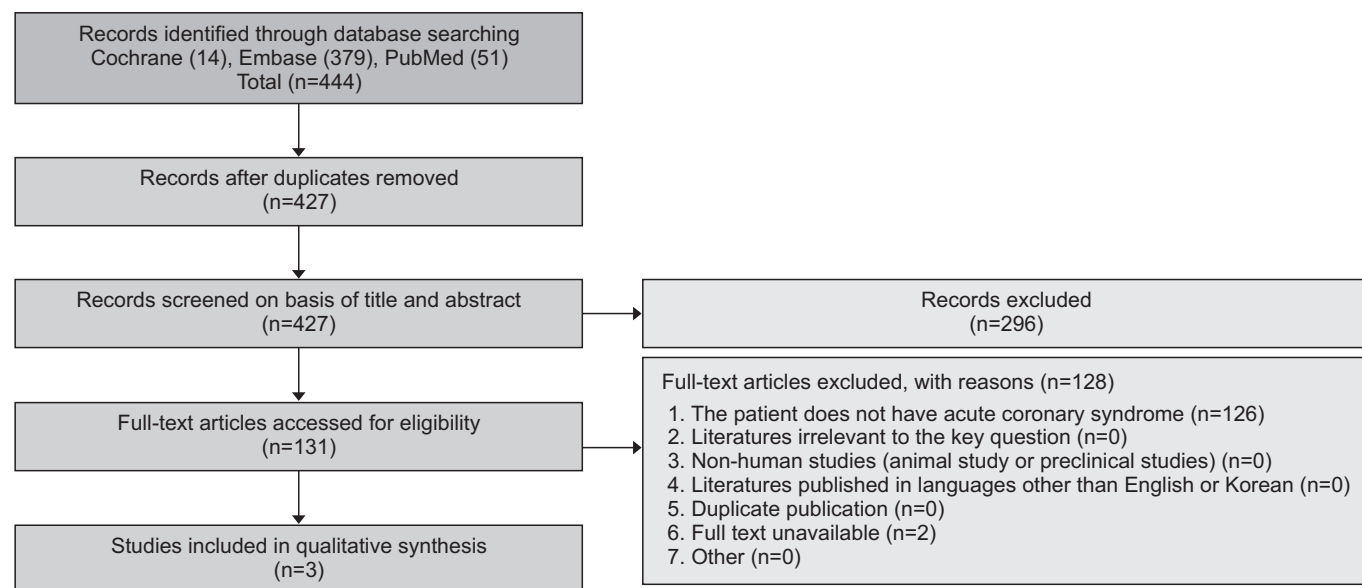 Records identified through database searching
Cochrane (14), Embase (379), PubMed (51)
Total (n=444)
Records after duplicates removed
(n=427)
Records screened on basis of title and abstract
(n=427)
Records excluded
(n=296)
Full-text articles accessed for eligibility
(n=131)
Full-text articles excluded, with reasons (n=128)
1. The patient does not have acute coronary syndrome (n=126)
2. Literatures irrelevant to the key question (n=0)
3. Non-human studies (animal study or preclinical studies) (n=0)
4. Literatures published in languages other than English or Korean (n=0)
5. Duplicate publication (n=0)
6. Full text unavailable (n=2)
7. Other (n=0)
Studies included in qualitative synthesis
(n=3)